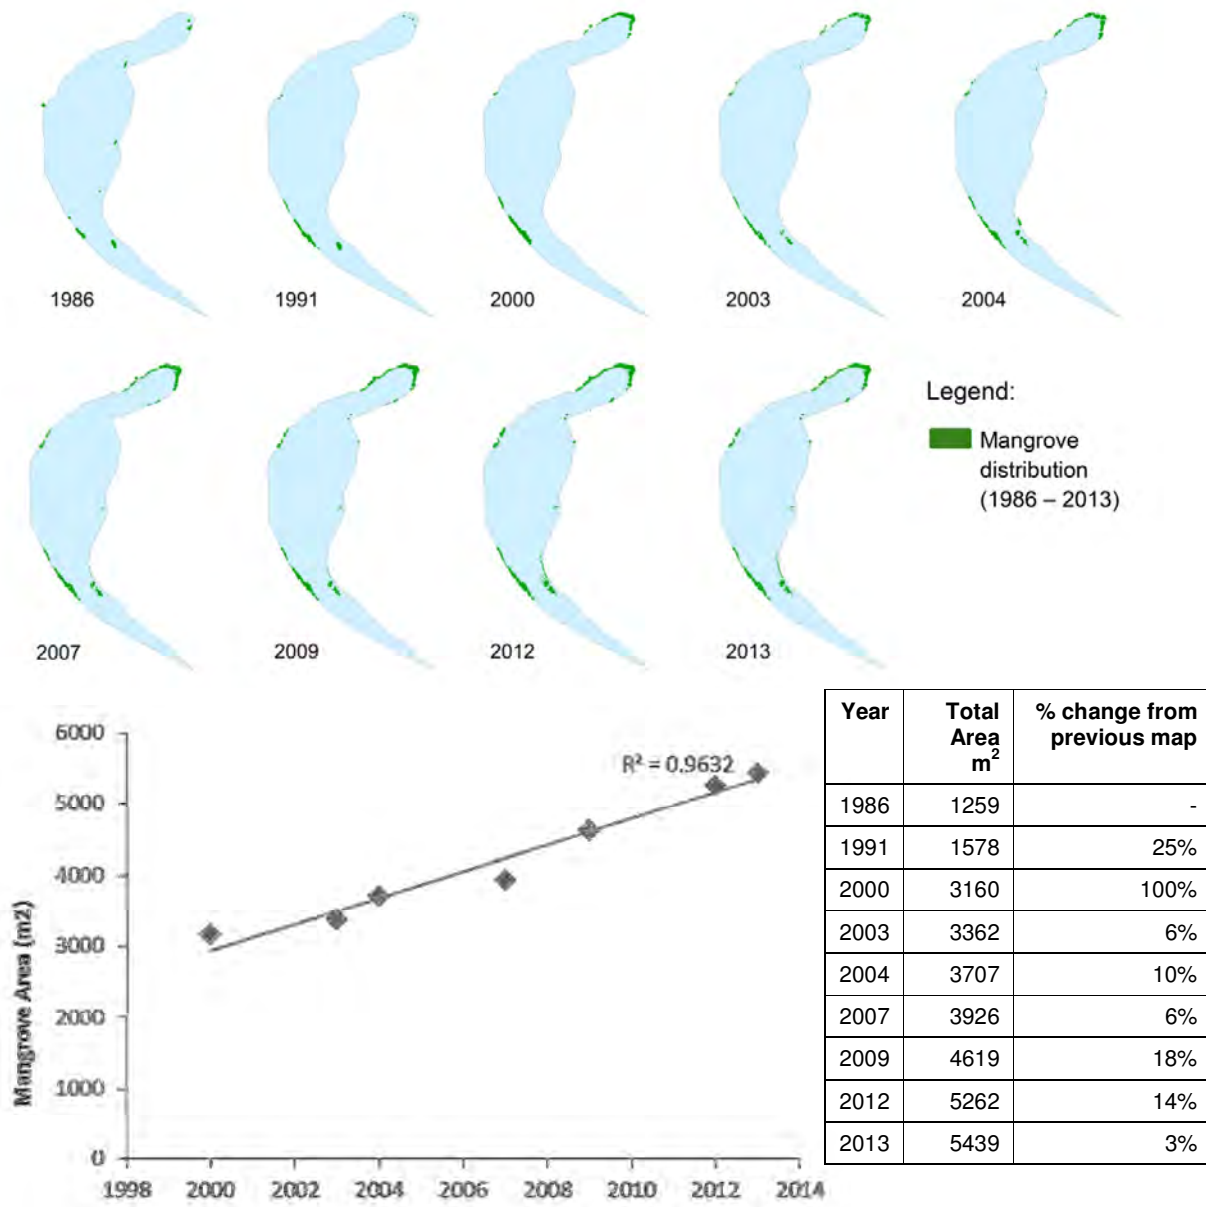 1986
1991
2000
2003
2004
2007
2009
2012
2013
Legend:
Mangrove
distribution
(1986 – 2013)
Mangrove Area (m2)
6000
5000
4000
3000
2000
1000
0
R² = 0.9632
1998 2000 2002 2004 2006 2008 2010 2012 2014
Year Total Area m² % change from previous map
1986 1259 -
1991 1578 25%
2000 3160 100%
2003 3362 6%
2004 3707 10%
2007 3926 6%
2009 4619 18%
2012 5262 14%
2013 5439 3%